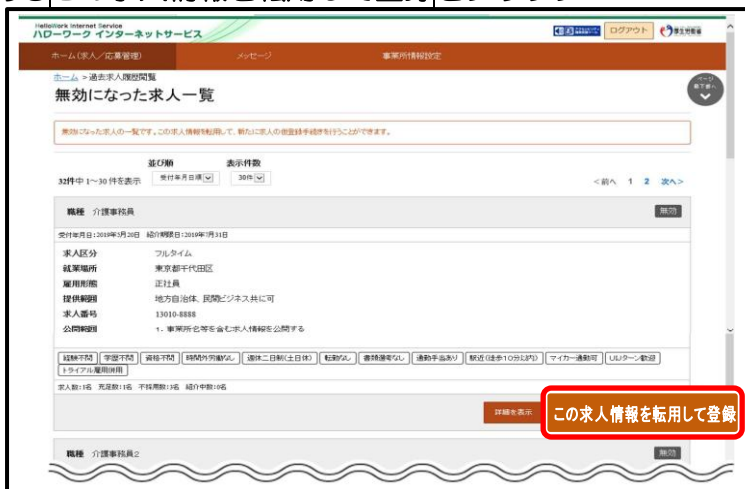 HelloWork Internet Service
ハローワーク インターネットサービス
ログアウト
厚生労働省
ホーム(求人/応募管理)
メッセージ
事業所情報設定
ホーム >過去求人履歴閲覧
無効になった求人一覧
無効になった求人の一覧です。この求人情報を転用して、新たに求人の仮登録手続きを行うことができます。
並び順 表示件数
32件中 1～30 件を表示 受付年月日順 30件
<前へ 1 2 次へ>
職種 介護事務員 無効
受付年月日:2019年5月20日 紹介期限日:2019年7月31日
求人区分 フルタイム
就業場所 東京都千代田区
雇用形態 正社員
提供範囲 地方自治体、民間ビジネス共に可
求人番号 13010-8888
公開範囲 1．事業所名等を含む求人情報を公開する
経験不問 学歴不問 資格不問 時間外労働なし 週休二日制(土日休) 転勤なし 書類選考なし 通勤手当あり 駅近(徒歩10分以内) マイカー通勤可 UIJターン歓迎
トライアル雇用併用
求人数:1名 充足数:1名 不採用数:3名 紹介中数:0名
詳細を表示
この求人情報を転用して登録
職種 介護事務員2 無効